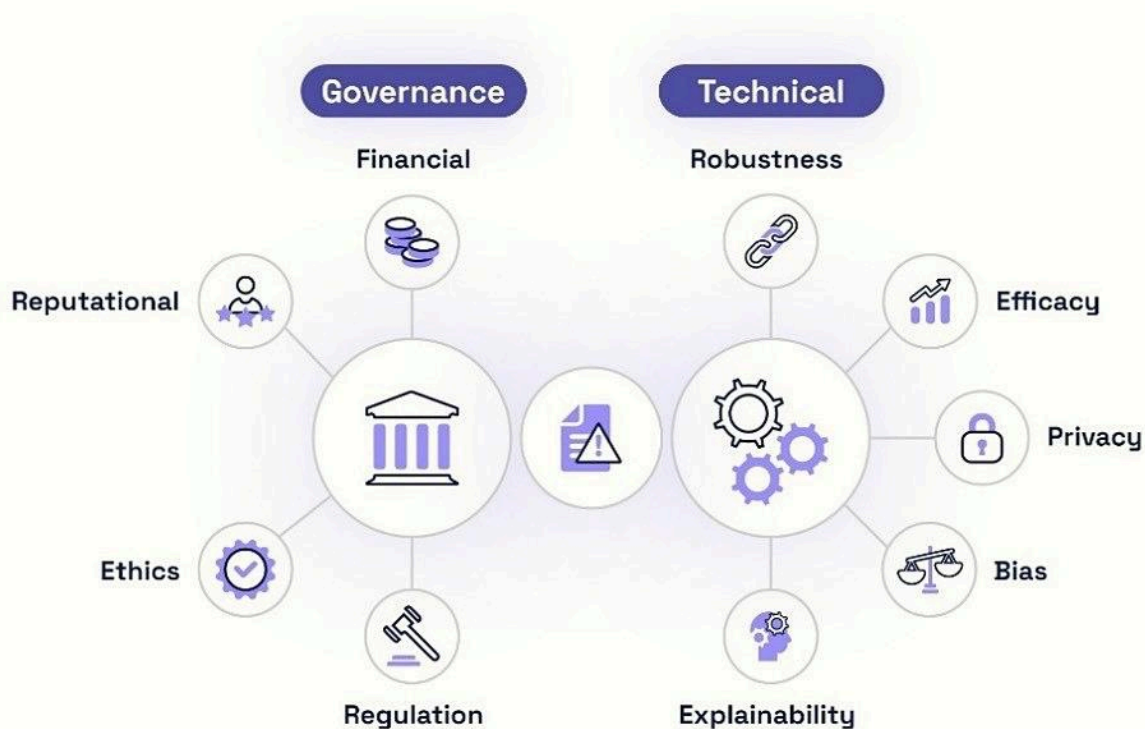 Governance
Technical
Financial
Robustness
Reputational
Efficacy
Privacy
Ethics
Bias
Regulation
Explainability